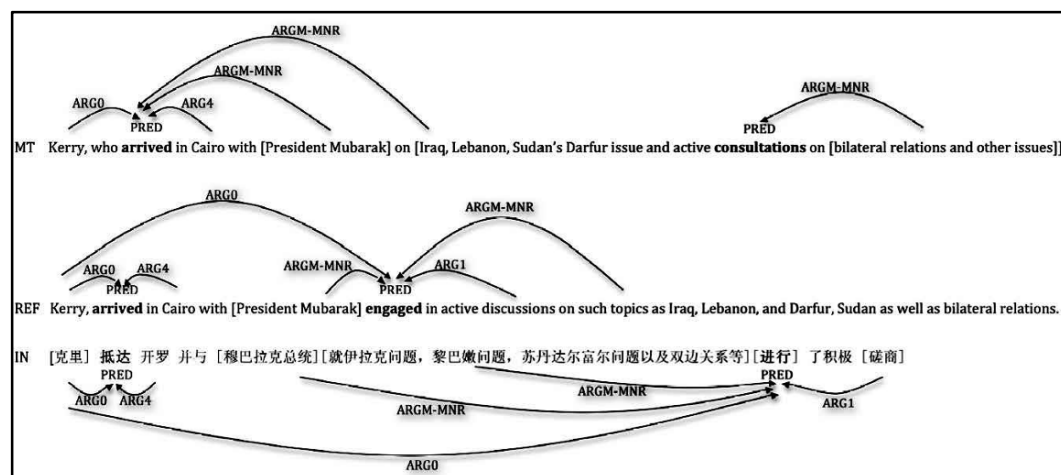 ARGM-MNR
ARGM-MNR
ARGM-MNR
ARG0
ARG4
PRED
PRED
MT Kerry, who arrived in Cairo with [President Mubarak] on [Iraq, Lebanon, Sudan's Darfur issue and active consultations on [bilateral relations and other issues]]
ARG0
ARGM-MNR
ARG0
ARG4
ARGM-MNR
ARG1
PRED
PRED
REF Kerry, arrived in Cairo with [President Mubarak] engaged in active discussions on such topics as Iraq, Lebanon, and Darfur, Sudan as well as bilateral relations.
IN [克里] 抵达 开罗 并与 [穆巴拉克总统][就伊拉克问题，黎巴嫩问题，苏丹达尔富尔问题以及双边关系等][进行] 了积极 [磋商]
PRED
PRED
ARG0
ARG4
ARGM-MNR
ARGM-MNR
ARG1
ARG0